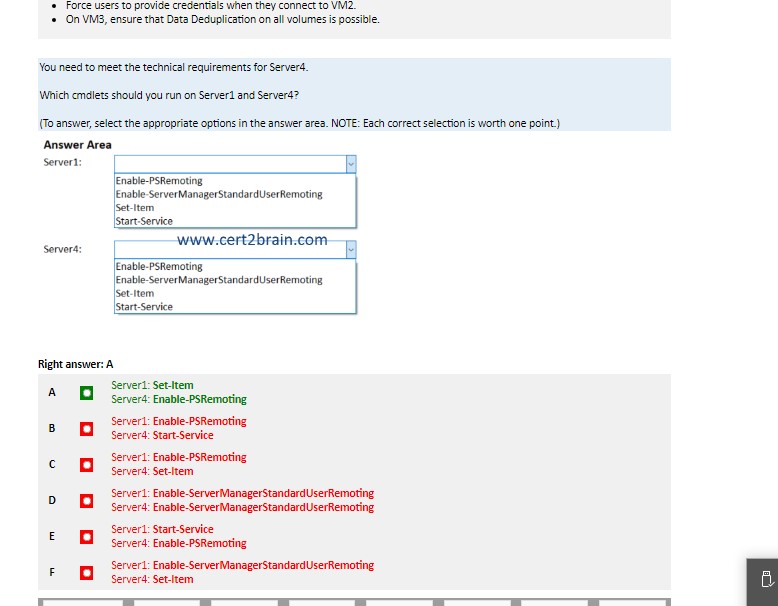 • Force users to provide credentials when they connect to VM2.
• On VM3, ensure that Data Deduplication on all volumes is possible.
You need to meet the technical requirements for Server4.
Which cmdlets should you run on Server1 and Server4?
(To answer, select the appropriate options in the answer area. NOTE: Each correct selection is worth one point.)
Answer Area
Server1:
Enable-PSRemoting
Enable-ServerManagerStandardUserRemoting
Set-Item
Start-Service
www.cert2brain.com
Server4:
Enable-PSRemoting
Enable-ServerManagerStandardUserRemoting
Set-Item
Start-Service
Right answer: A
A
Server1: Set-Item
Server4: Enable-PSRemoting
B
Server1: Enable-PSRemoting
Server4: Start-Service
C
Server1: Enable-PSRemoting
Server4: Set-Item
D
Server1: Enable-ServerManagerStandardUserRemoting
Server4: Enable-ServerManagerStandardUserRemoting
E
Server1: Start-Service
Server4: Enable-PSRemoting
F
Server1: Enable-ServerManagerStandardUserRemoting
Server4: Set-Item